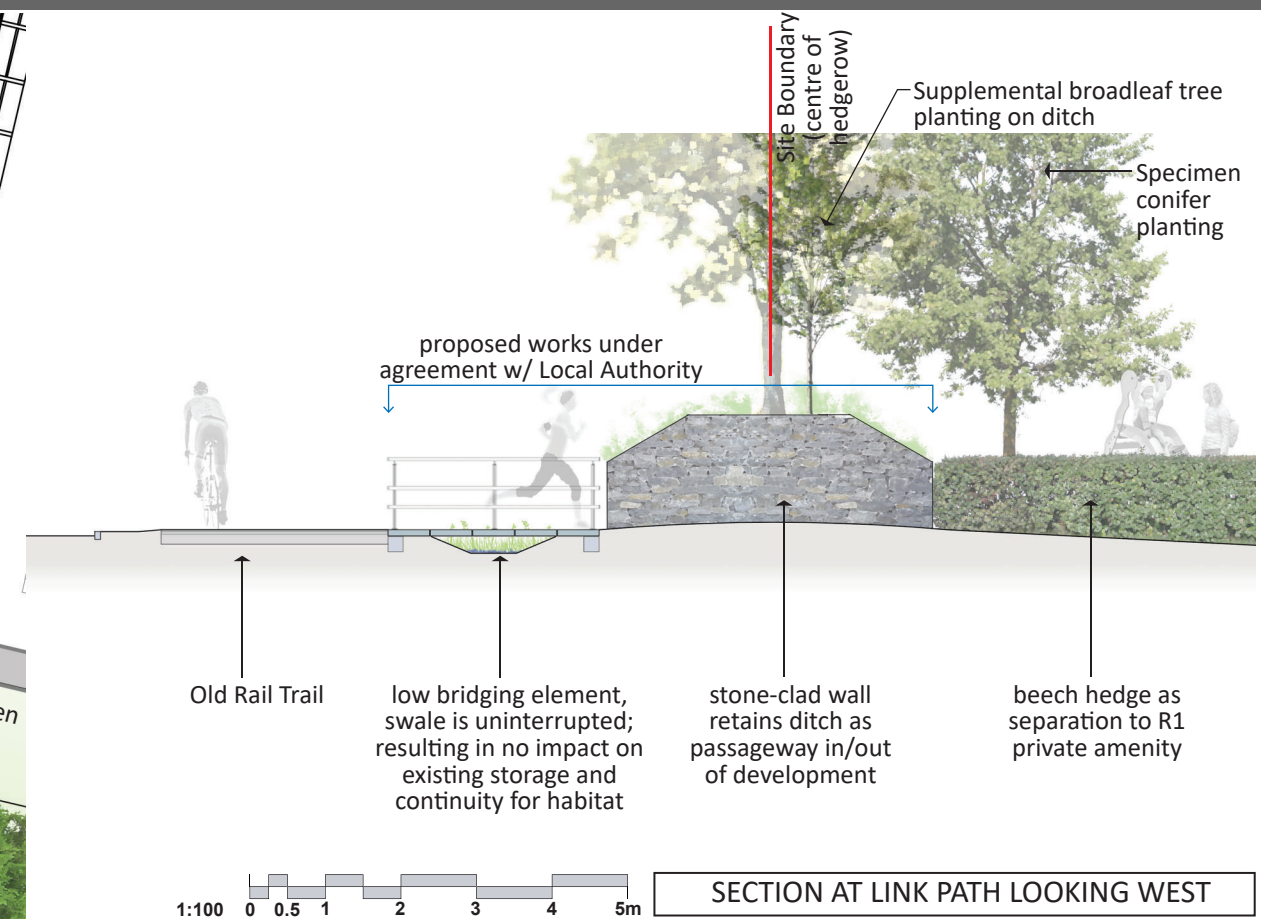 Site Boundary
(centre of
hedgerow)
Supplemental broadleaf tree
planting on ditch
Specimen
conifer
planting
proposed works under
agreement w/ Local Authority
Old Rail Trail
low bridging element,
swale is uninterrupted;
resulting in no impact on
existing storage and
continuity for habitat
stone-clad wall
retains ditch as
passageway in/out
of development
beech hedge as
separation to R1
private amenity
en
1:100 0 0.5 1 2 3 4 5m
SECTION AT LINK PATH LOOKING WEST